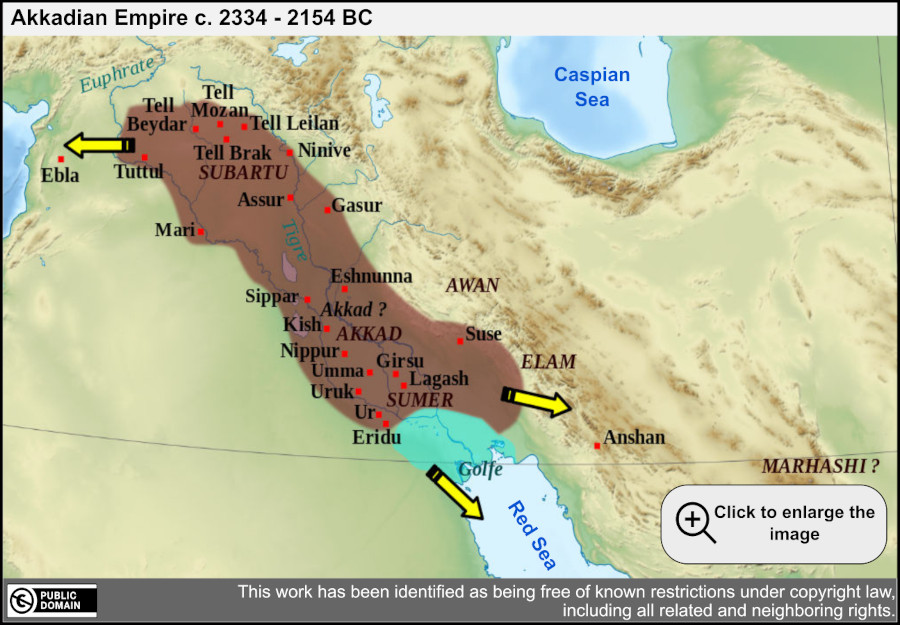 Akkadian Empire c. 2334 - 2154 BC
Euphrate
Caspian
Sea
Tell
Mozan
Tell
Beydar
Tell Leilan
Tell Brak
Ninive
Ebla
Tuttul
SUBARTU
Assur
Gasur
Mari
Tigre
Eshnunna
AWAN
Sippar
Akkad ?
Kish
AKKAD
Suse
Nippur
Girsu
ELAM
Umma
Lagash
Uruk
SUMER
Ur
Eridu
Anshan
Golfe
MARHASHI ?
Red Sea
Click to enlarge the
image
PUBLIC
DOMAIN
This work has been identified as being free of known restrictions under copyright law,
including all related and neighboring rights.